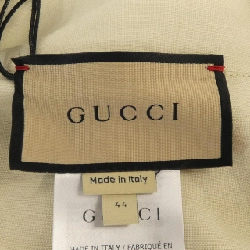 GUCCI
Made in Italy
44
GUCCI
MADE IN ITALY / FABRIQUÉ EN